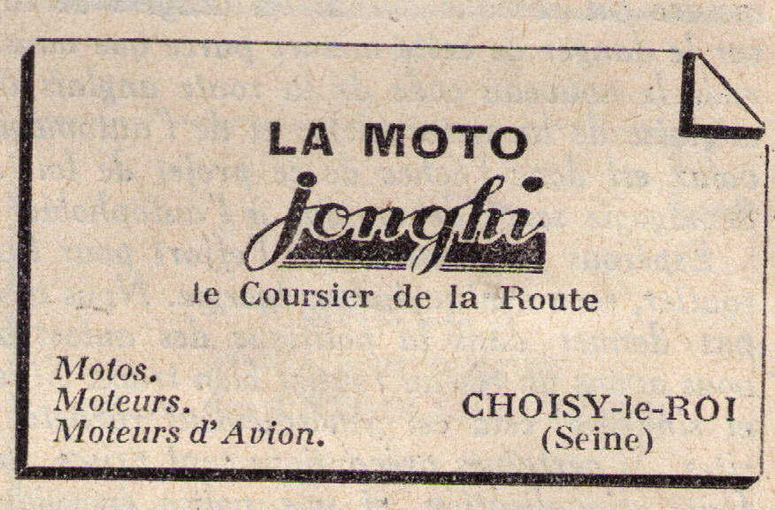 LA MOTO
jonghi
le Coursier de la Route
Motos.
Moteurs.
Moteurs d'Avion.
CHOISY-le-ROI
(Seine)